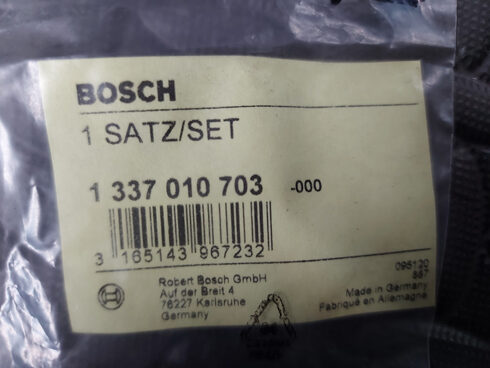 BOSCH
1 SATZ/SET
1 337 010 703 -000
3 165143 967232
Robert Bosch GmbH
Auf der Breit 4
76227 Karlsruhe
Germany
095120
887
Made in Germany
Fabriqué en Allemagne